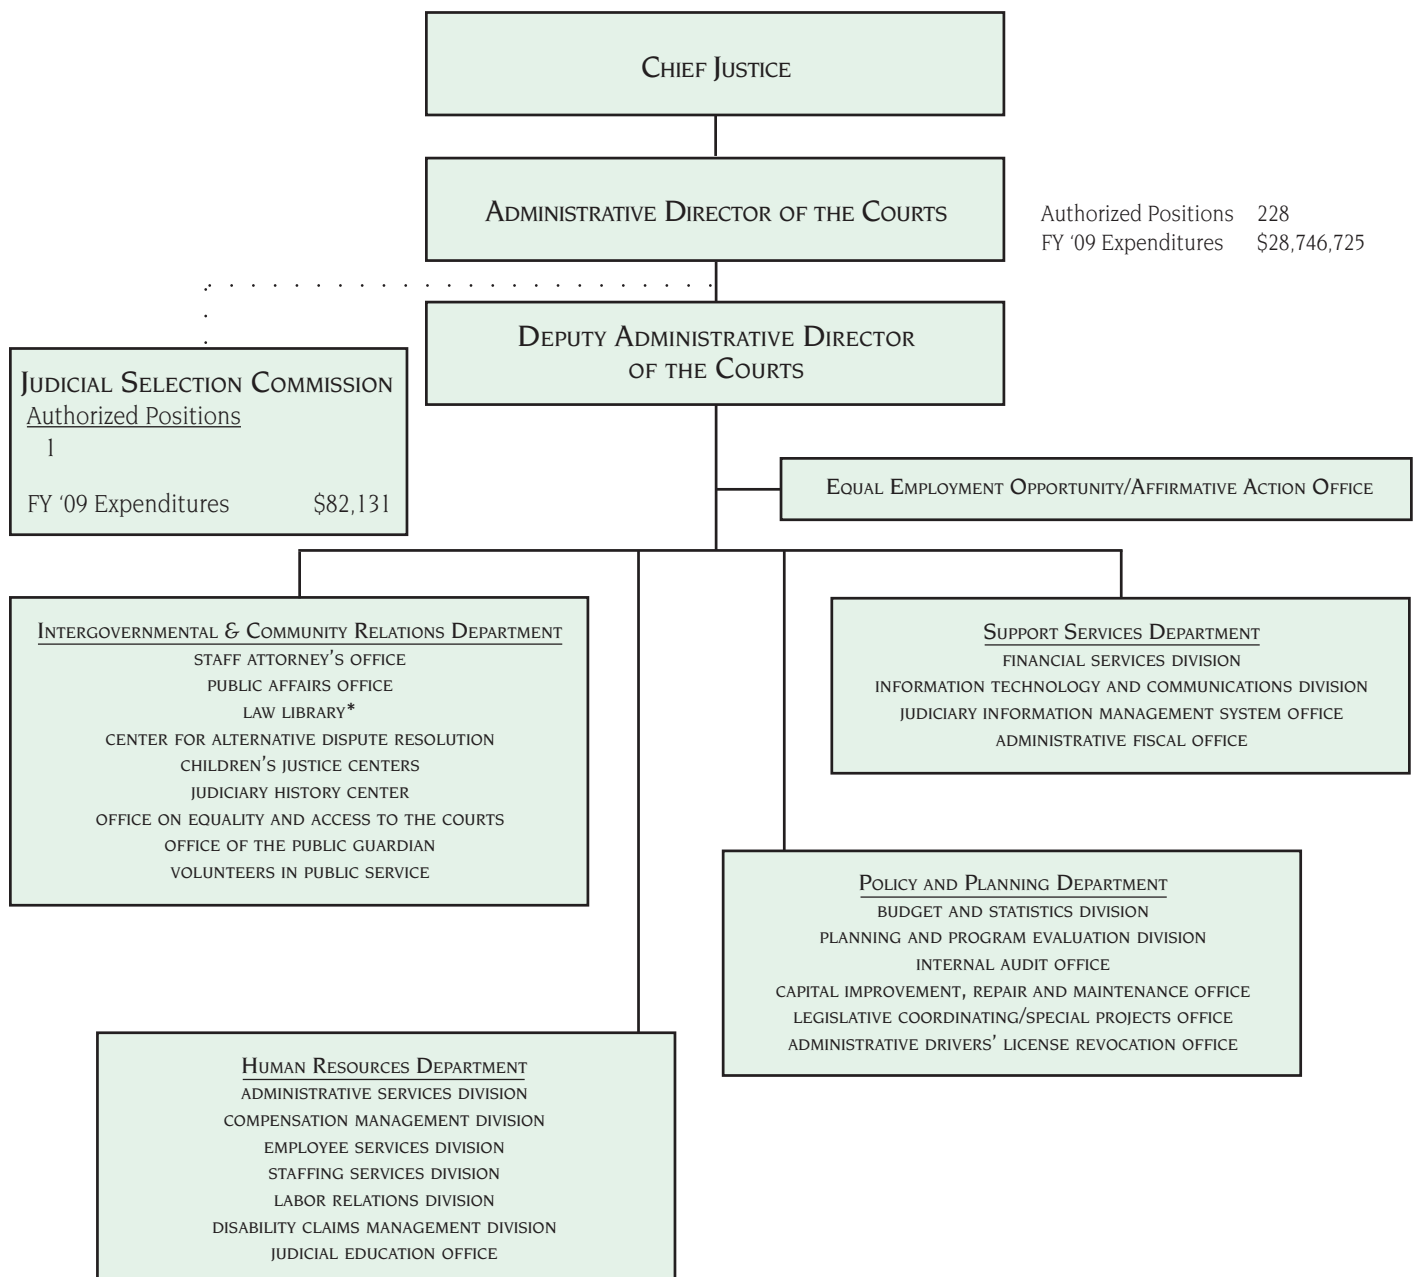 Chief Justice
Administrative Director of the Courts
Authorized Positions 228
FY ‘09 Expenditures $28,746,725
Deputy Administrative Director
of the Courts
Judicial Selection Commission
Authorized Positions
1
FY ‘09 Expenditures $82,131
Equal Employment Opportunity/Affirmative Action Office
Intergovernmental & Community Relations Department
staff attorney’s office
public affairs office
law library*
center for alternative dispute resolution
children’s justice centers
judiciary history center
office on equality and access to the courts
office of the public guardian
volunteers in public service
Support Services Department
financial services division
information technology and communications division
judiciary information management system office
administrative fiscal office
Policy and Planning Department
budget and statistics division
planning and program evaluation division
internal audit office
capital improvement, repair and maintenance office
legislative coordinating/special projects office
administrative drivers’ license revocation office
Human Resources Department
administrative services division
compensation management division
employee services division
staffing services division
labor relations division
disability claims management division
judicial education office